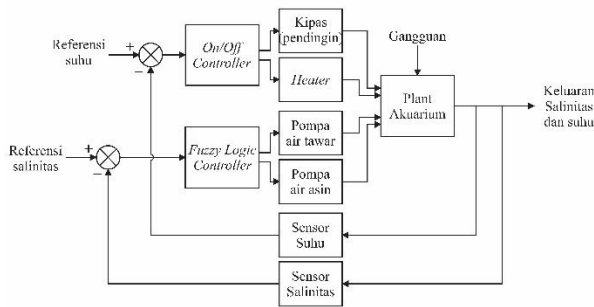 Referensi
suhu
+
−
On/Off
Controller
Kipas
(pendingin)
Heater
Gangguan
Plant
Akuarium
Keluaran
Salinitas
dan suhu
Referensi
salinitas
+
−
Fuzzy Logic
Controller
Pompa
air tawar
Pompa
air asin
Sensor
Suhu
Sensor
Salinitas